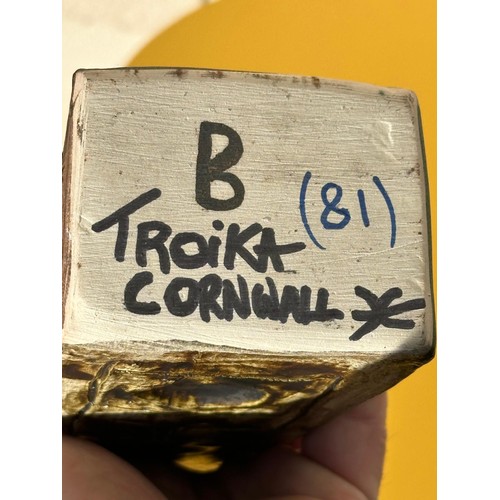 B
(81)
TROIKA
CORNWALL